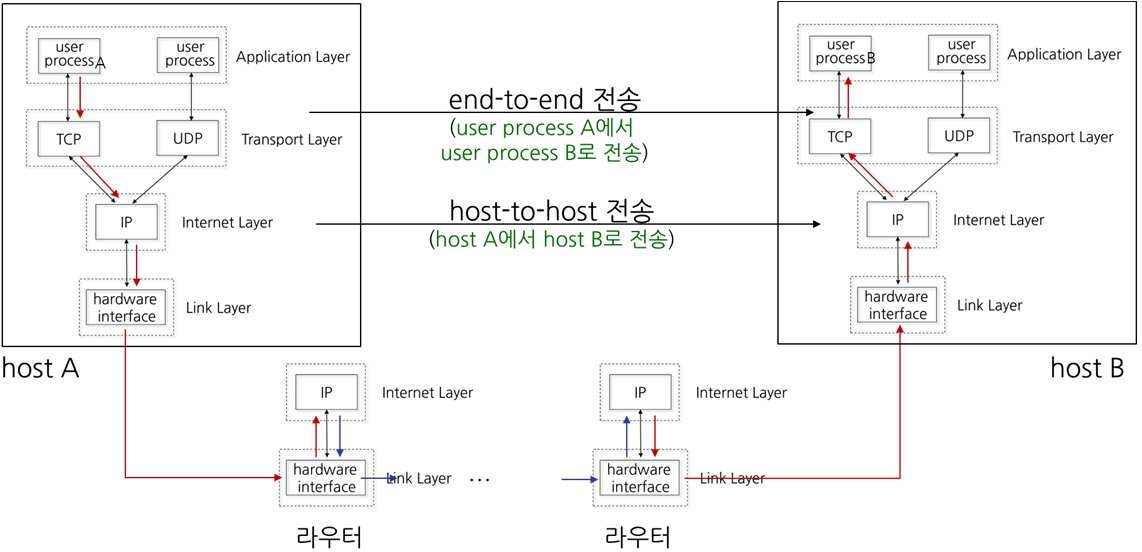 user
process A
user
process
Application Layer
TCP
UDP
Transport Layer
IP
Internet Layer
hardware
interface
Link Layer
host A
end-to-end 전송
(user process A에서
user process B로 전송)
host-to-host 전송
(host A에서 host B로 전송)
user
process B
user
process
Application Layer
TCP
UDP
Transport Layer
IP
Internet Layer
hardware
interface
Link Layer
host B
IP
Internet Layer
hardware
interface
Link Layer
...
라우터
IP
Internet Layer
hardware
interface
Link Layer
라우터